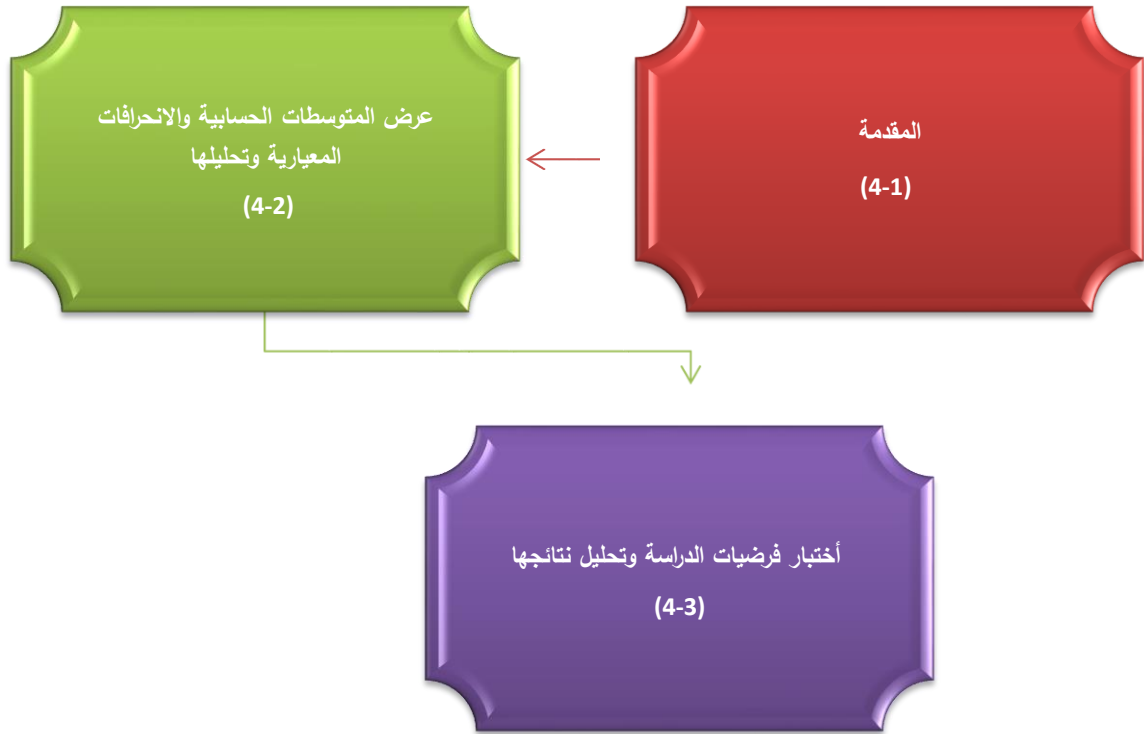 المقدمة
(4-1)
عرض المتوسطات الحسابية والانحرافات
المعيارية وتحليلها
(4-2)
أختبار فرضيات الدراسة وتحليل نتائجها
(4-3)